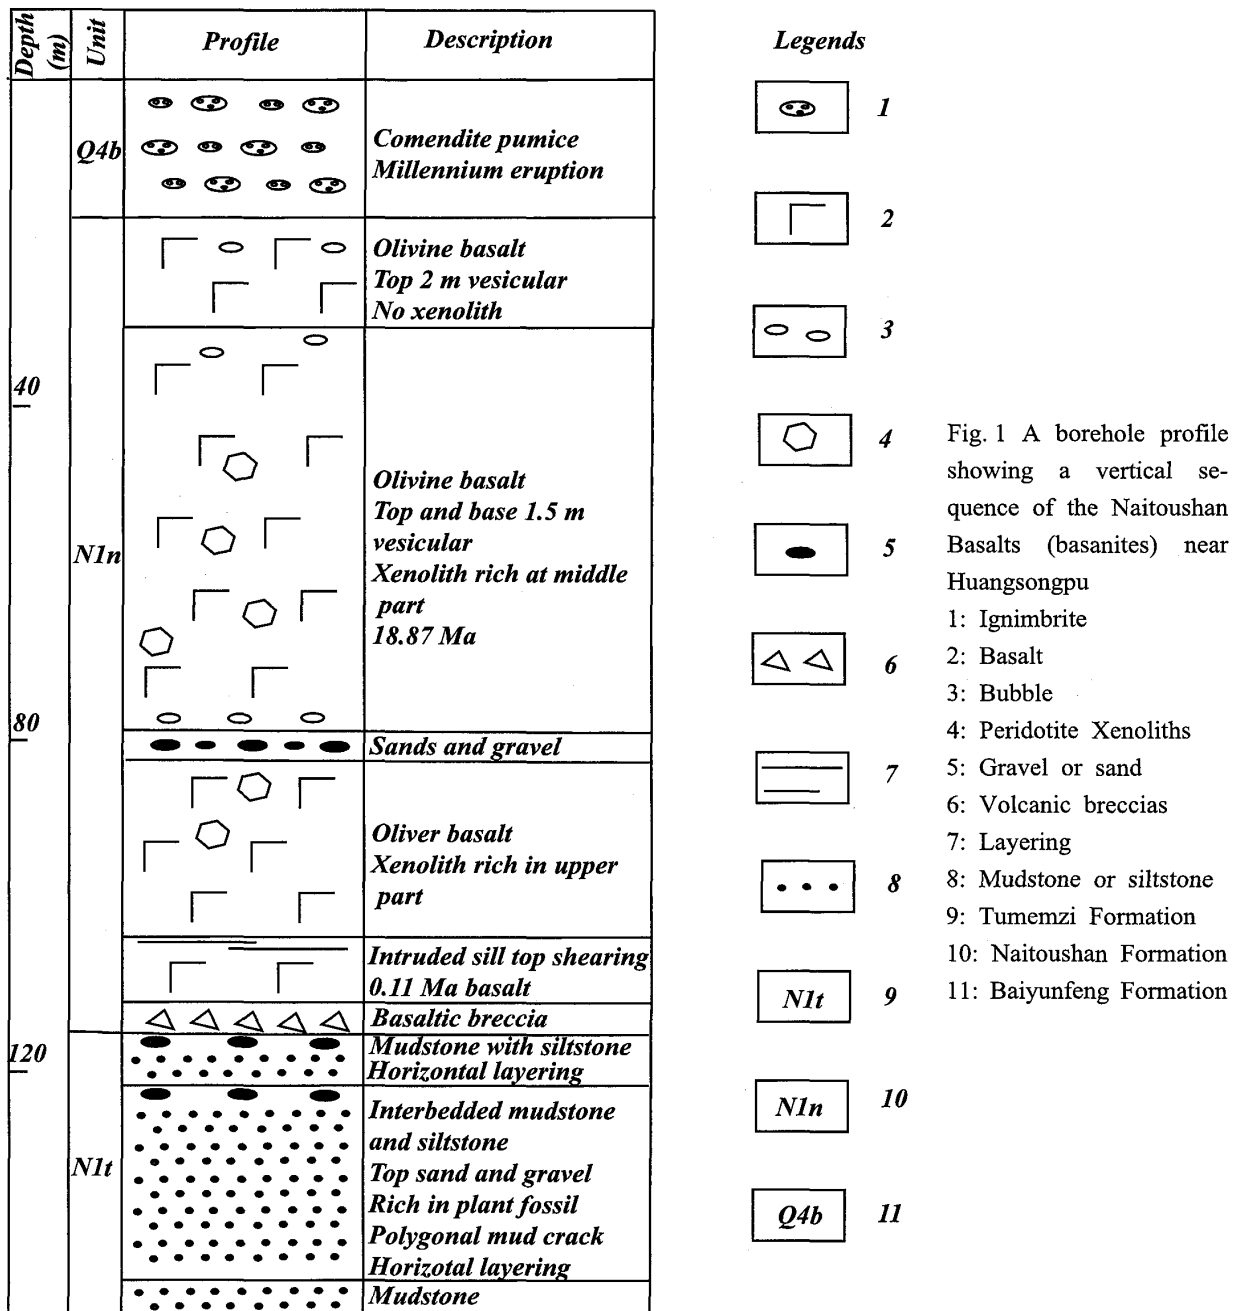 Depth (m)
Unit
Profile
Description
Q4b
Comendite pumice
Millennium eruption
Olivine basalt
Top 2 m vesicular
No xenolith
40
N1n
Olivine basalt
Top and base 1.5 m
vesicular
Xenolith rich at middle
part
18.87 Ma
80
Sands and gravel
Oliver basalt
Xenolith rich in upper
part
Intruded sill top shearing
0.11 Ma basalt
Basaltic breccia
120
Mudstone with siltstone
Horizontal layering
N1t
Interbedded mudstone
and siltstone
Top sand and gravel
Rich in plant fossil
Polygonal mud crack
Horizotal layering
Mudstone
Legends
1
2
3
4
5
6
7
8
N1t 9
N1n 10
Q4b 11
Fig. 1 A borehole profile
showing a vertical se-
quence of the Naitoushan
Basalts (basanites) near
Huangsongpu
1: Ignimbrite
2: Basalt
3: Bubble
4: Peridotite Xenoliths
5: Gravel or sand
6: Volcanic breccias
7: Layering
8: Mudstone or siltstone
9: Tumemzi Formation
10: Naitoushan Formation
11: Baiyunfeng Formation